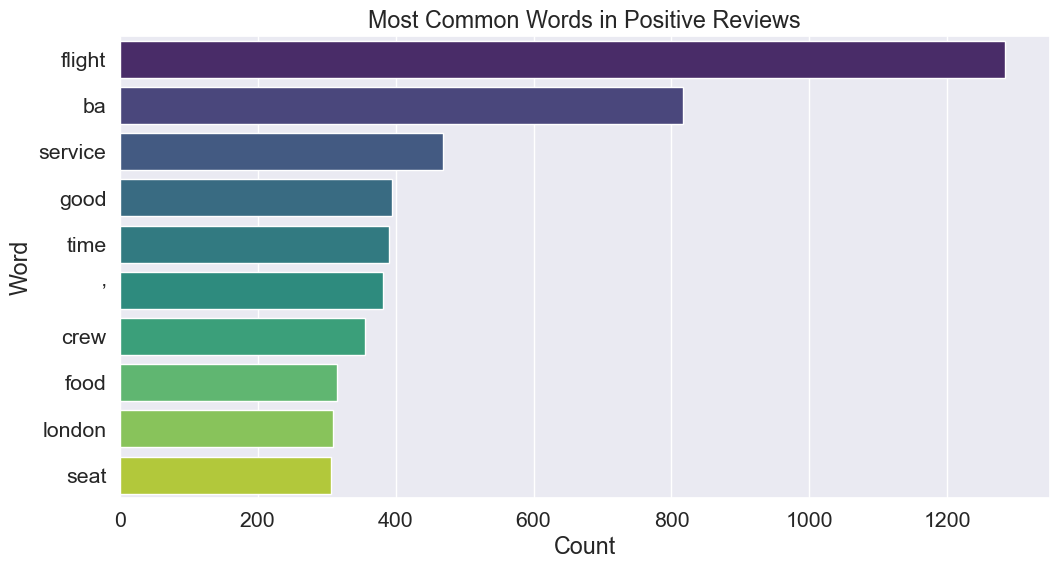 Most Common Words in Positive Reviews
flight
ba
service
good
time
’
crew
food
london
seat
Word
0 200 400 600 800 1000 1200
Count